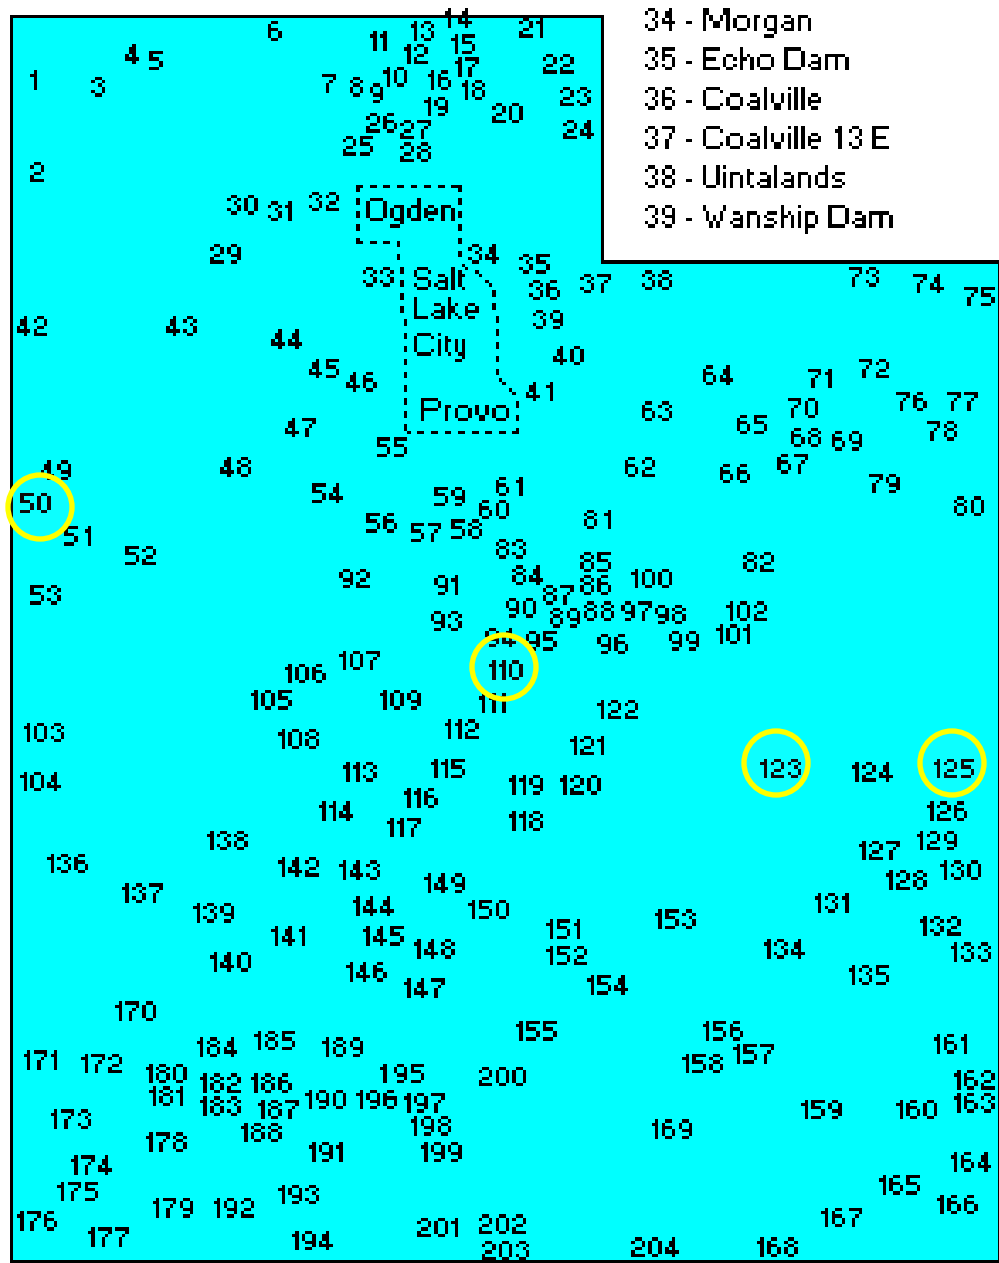 34 - Morgan
35 - Echo Dam
36 - Coalville
37 - Coalville 13 E
38 - Uintalands
39 - Wanship Dam
14
13 21
6
11 15
12
4 5
22
17
10
1 3 7 8 9 16 18
23
19 20
26 27 24
25 28
2
30 31 32 Ogden
29 34
35
33 Salt 36 37 38 73 74 75
Lake 39
42 43
44 City 40
45 46 64 71 72
41
Provo 63 70 76 77
47 65
55 68 69 78
49 48 62 66 67
50 54 59 61 79
60 80
51 56 57 58 81
52 83
85 82
53 92 91 84 86 100
87
90 89 88 97 98 102
93
94 95 96 99 101
106 107 110
105 109 111 122
103 112
108 121
104 113 115 123 124 125
119 120
114 116 126
117 118
138 129
136 142 143 127 130
149 128
137 144 131
139 150 153
141 145 151 132
148 134 133
140 152
146 135
147 154
170
155 156
184 185 189 161
171 172 158 157
180 195 200
182 186 162
181 183 187 190 196 197 159 160 163
173 198 169
178 188
191 199
174 164
175 193 165
179 192 166
176 167
177 194 201 202
203 204 168